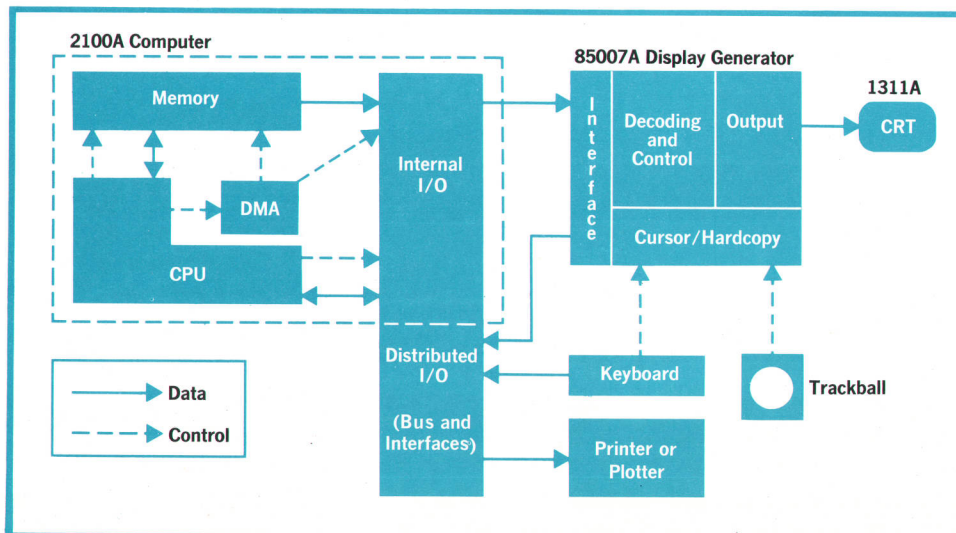 2100A Computer
Memory
DMA
CPU
Internal
I/O
Distributed
I/O
(Bus and
Interfaces)
85007A Display Generator
Interface
Decoding
and
Control
Output
Cursor/Hardcopy
1311A
CRT
Keyboard
Trackball
Printer or
Plotter
Data
Control